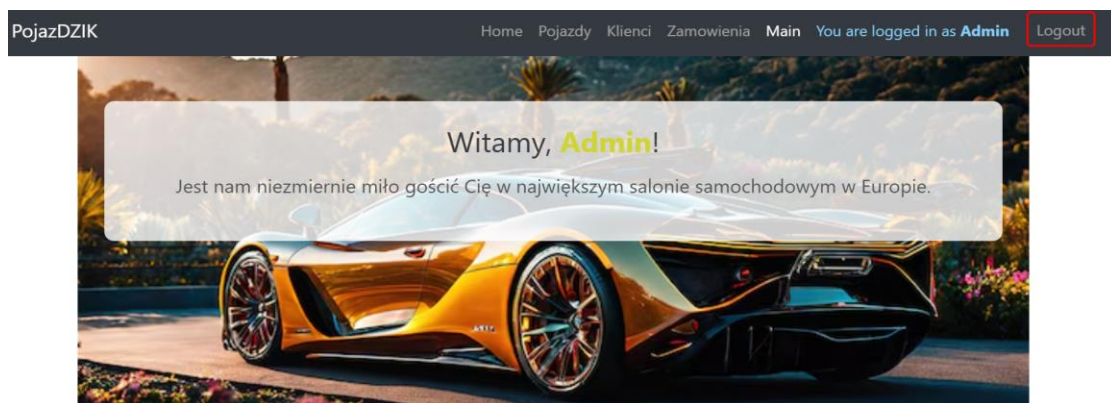 PojazDZIK Home Pojazdy Klienci Zamowienia Main You are logged in as Admin Logout
Witamy, Admin!
Jest nam niezmiernie miło gościć Cię w największym salonie samochodowym w Europie.